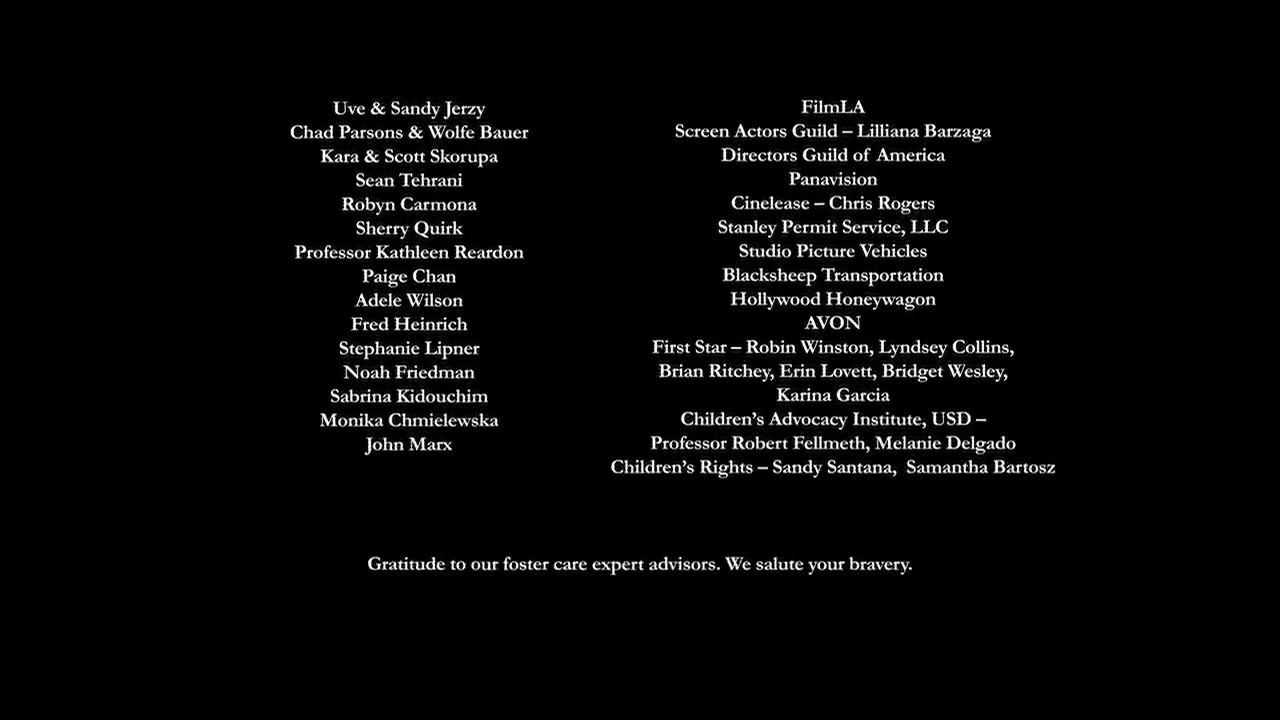 Uve & Sandy Jerzy
Chad Parsons & Wolfe Bauer
Kara & Scott Skorupa
Sean Tehrani
Robyn Carmona
Sherry Quirk
Professor Kathleen Reardon
Paige Chan
Adele Wilson
Fred Heinrich
Stephanie Lipner
Noah Friedman
Sabrina Kidouchim
Monika Chmielewska
John Marx
FilmLA
Screen Actors Guild – Lilliana Barzaga
Directors Guild of America
Panavision
Cinelease – Chris Rogers
Stanley Permit Service, LLC
Studio Picture Vehicles
Blacksheep Transportation
Hollywood Honeywagon
AVON
First Star – Robin Winston, Lyndsey Collins,
Brian Ritchey, Erin Lovett, Bridget Wesley,
Karina Garcia
Children’s Advocacy Institute, USD –
Professor Robert Fellmeth, Melanie Delgado
Children’s Rights – Sandy Santana,  Samantha Bartosz
Gratitude to our foster care expert advisors. We salute your bravery.